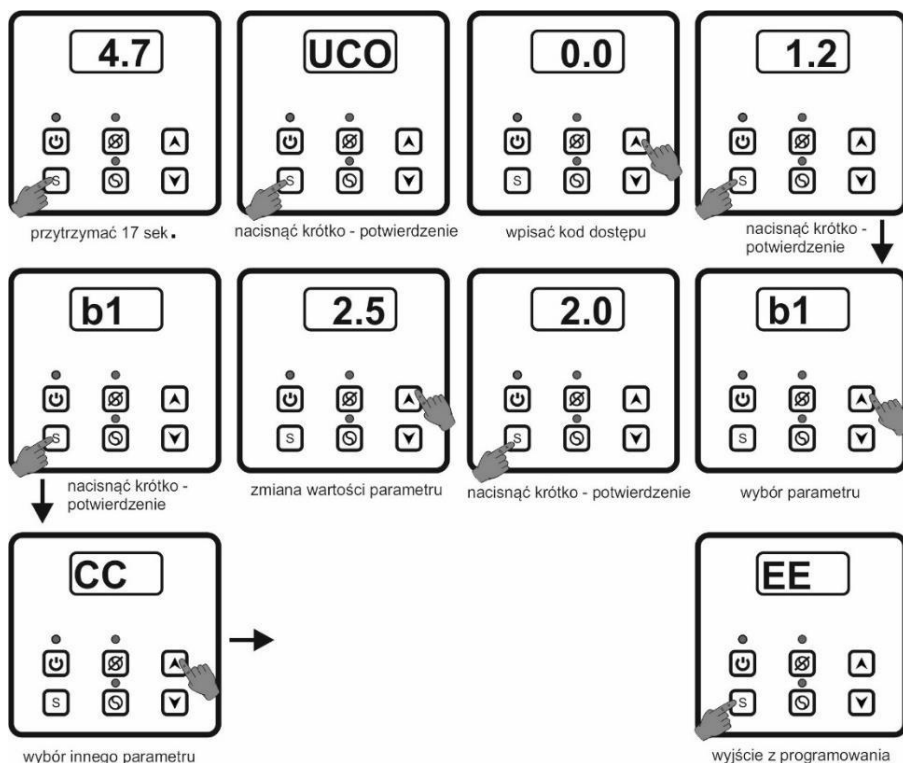 4.7
S
przytrzymać 17 sek.
UCO
S
nacisnąć krótko - potwierdzenie
0.0
S
wpisać kod dostępu
1.2
S
nacisnąć krótko -
potwierdzenie
b1
S
nacisnąć krótko -
potwierdzenie
2.5
S
zmiana wartości parametru
2.0
S
nacisnąć krótko - potwierdzenie
b1
S
wybór parametru
CC
S
wybór innego parametru
EE
S
wyjście z programowania